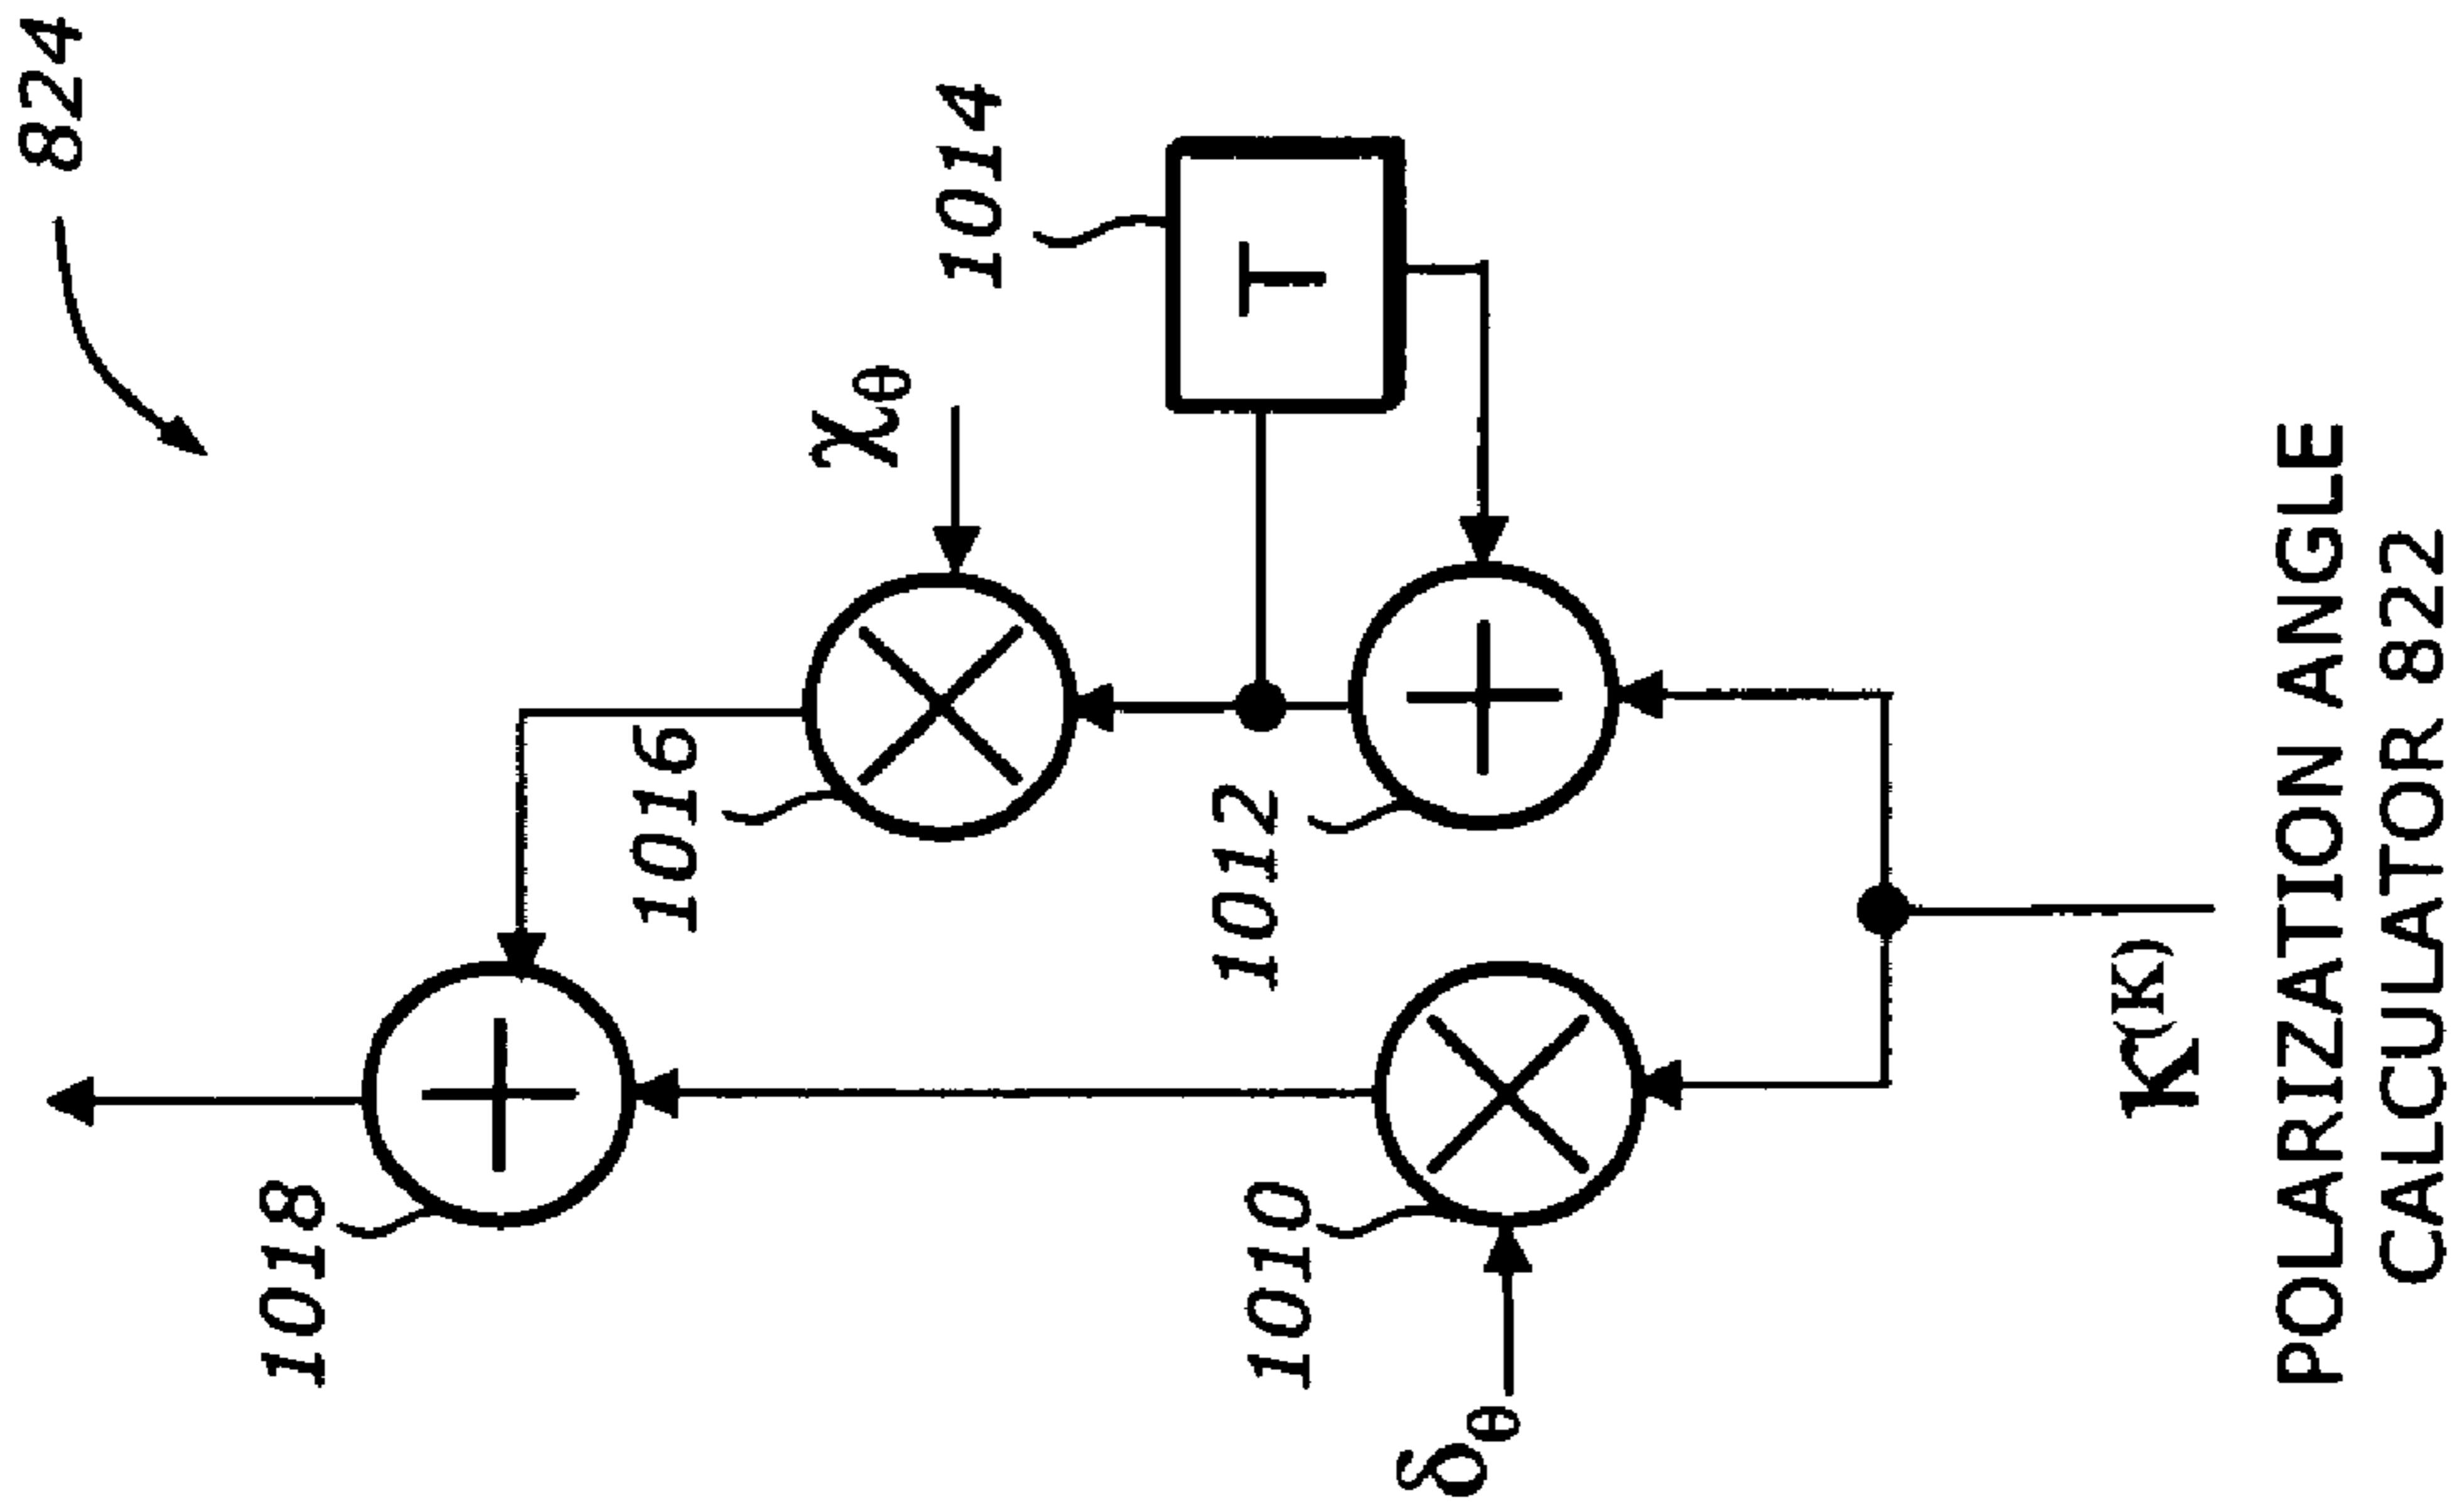 824
1018
1016
χθ
1014
1010
1012
T
δθ
K(K)
POLARIZATION ANGLE
CALCULATOR 822